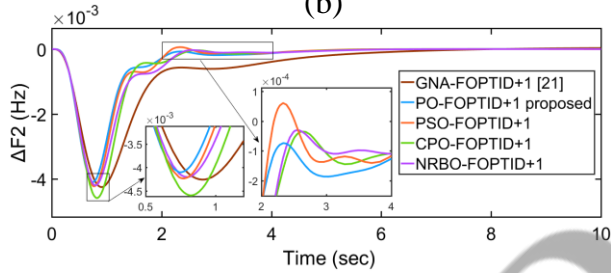 (b)
×10⁻³
0
-2
-4
ΔF2 (Hz)
0 2 4 6 8 10
Time (sec)
GNA-FOPTID+1 [21]
PO-FOPTID+1 proposed
PSO-FOPTID+1
CPO-FOPTID+1
NRBO-FOPTID+1
×10⁻³
-3.5
-4
-4.5
0.5 1
×10⁻⁴
1
0
-1
-2
2 3 4